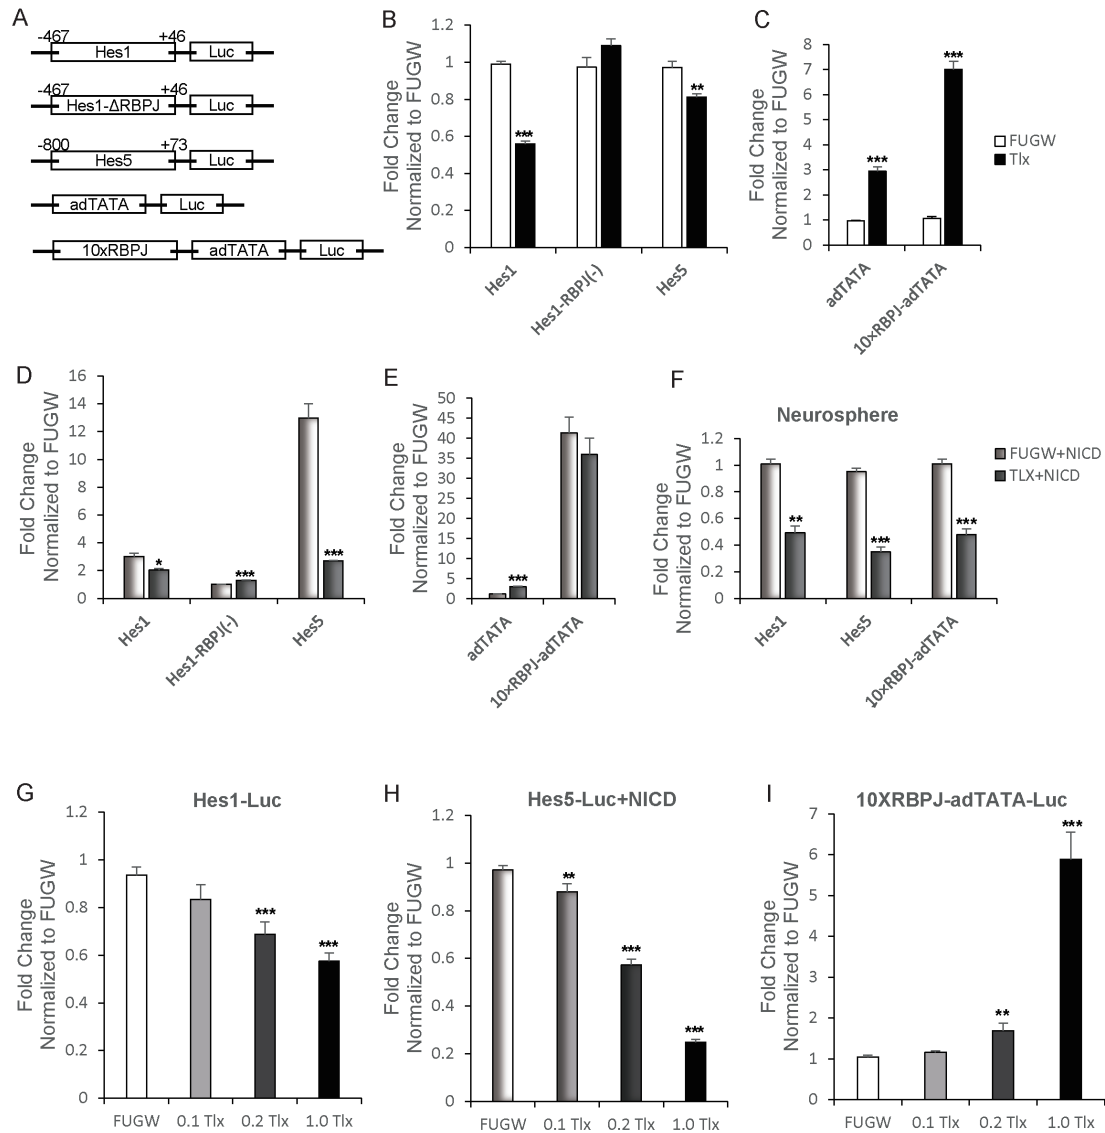 A
-467 +46
Hes1 Luc
-467 +46
Hes1-ΔRBPJ Luc
-800 +73
Hes5 Luc
adTATA Luc
10xRBPJ adTATA Luc
B
Fold Change
Normalized to FUGW
1.2
1
0.8
0.6
0.4
0.2
0
***
**
Hes1
Hes1-RBPJ(-)
Hes5
C
Fold Change
Normalized to FUGW
8
7
6
5
4
3
2
1
0
***
***
adTATA
10×RBPJ-adTATA
FUGW
Tlx
D
Fold Change
Normalized to FUGW
16
14
12
10
8
6
4
2
0
*
***
***
Hes1
Hes1-RBPJ(-)
Hes5
E
Fold Change
Normalized to FUGW
50
45
40
35
30
25
20
15
10
5
0
***
adTATA
10×RBPJ-adTATA
F
Neurosphere
Fold Change
Normalized to FUGW
1.2
1
0.8
0.6
0.4
0.2
0
**
***
***
Hes1
Hes5
10×RBPJ-adTATA
FUGW+NICD
TLX+NICD
G
Hes1-Luc
Fold Change
Normalized to FUGW
1.2
1
0.8
0.6
0.4
0.2
0
***
***
FUGW 0.1 Tlx 0.2 Tlx 1.0 Tlx
H
Hes5-Luc+NICD
Fold Change
Normalized to FUGW
1.2
1
0.8
0.6
0.4
0.2
0
**
***
***
FUGW 0.1 Tlx 0.2 Tlx 1.0 Tlx
I
10XRBPJ-adTATA-Luc
Fold Change
Normalized to FUGW
7
6
5
4
3
2
1
0
**
***
FUGW 0.1 Tlx 0.2 Tlx 1.0 Tlx